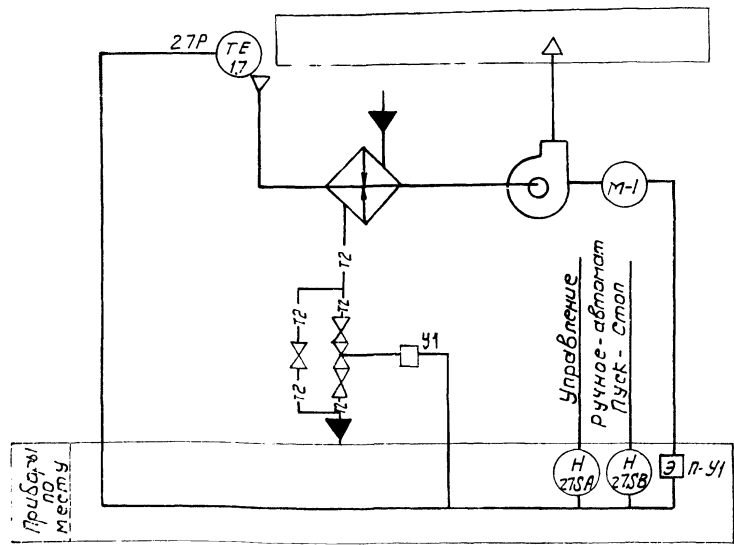 27Р
TE
1.7
М-1
Т2
У1
Т2
Т2
Т2
Т2
Управление
ручное-автомат
Пуск-стоп
Приборы
по
месту
H
27SA
H
27SB
Э
П-У1